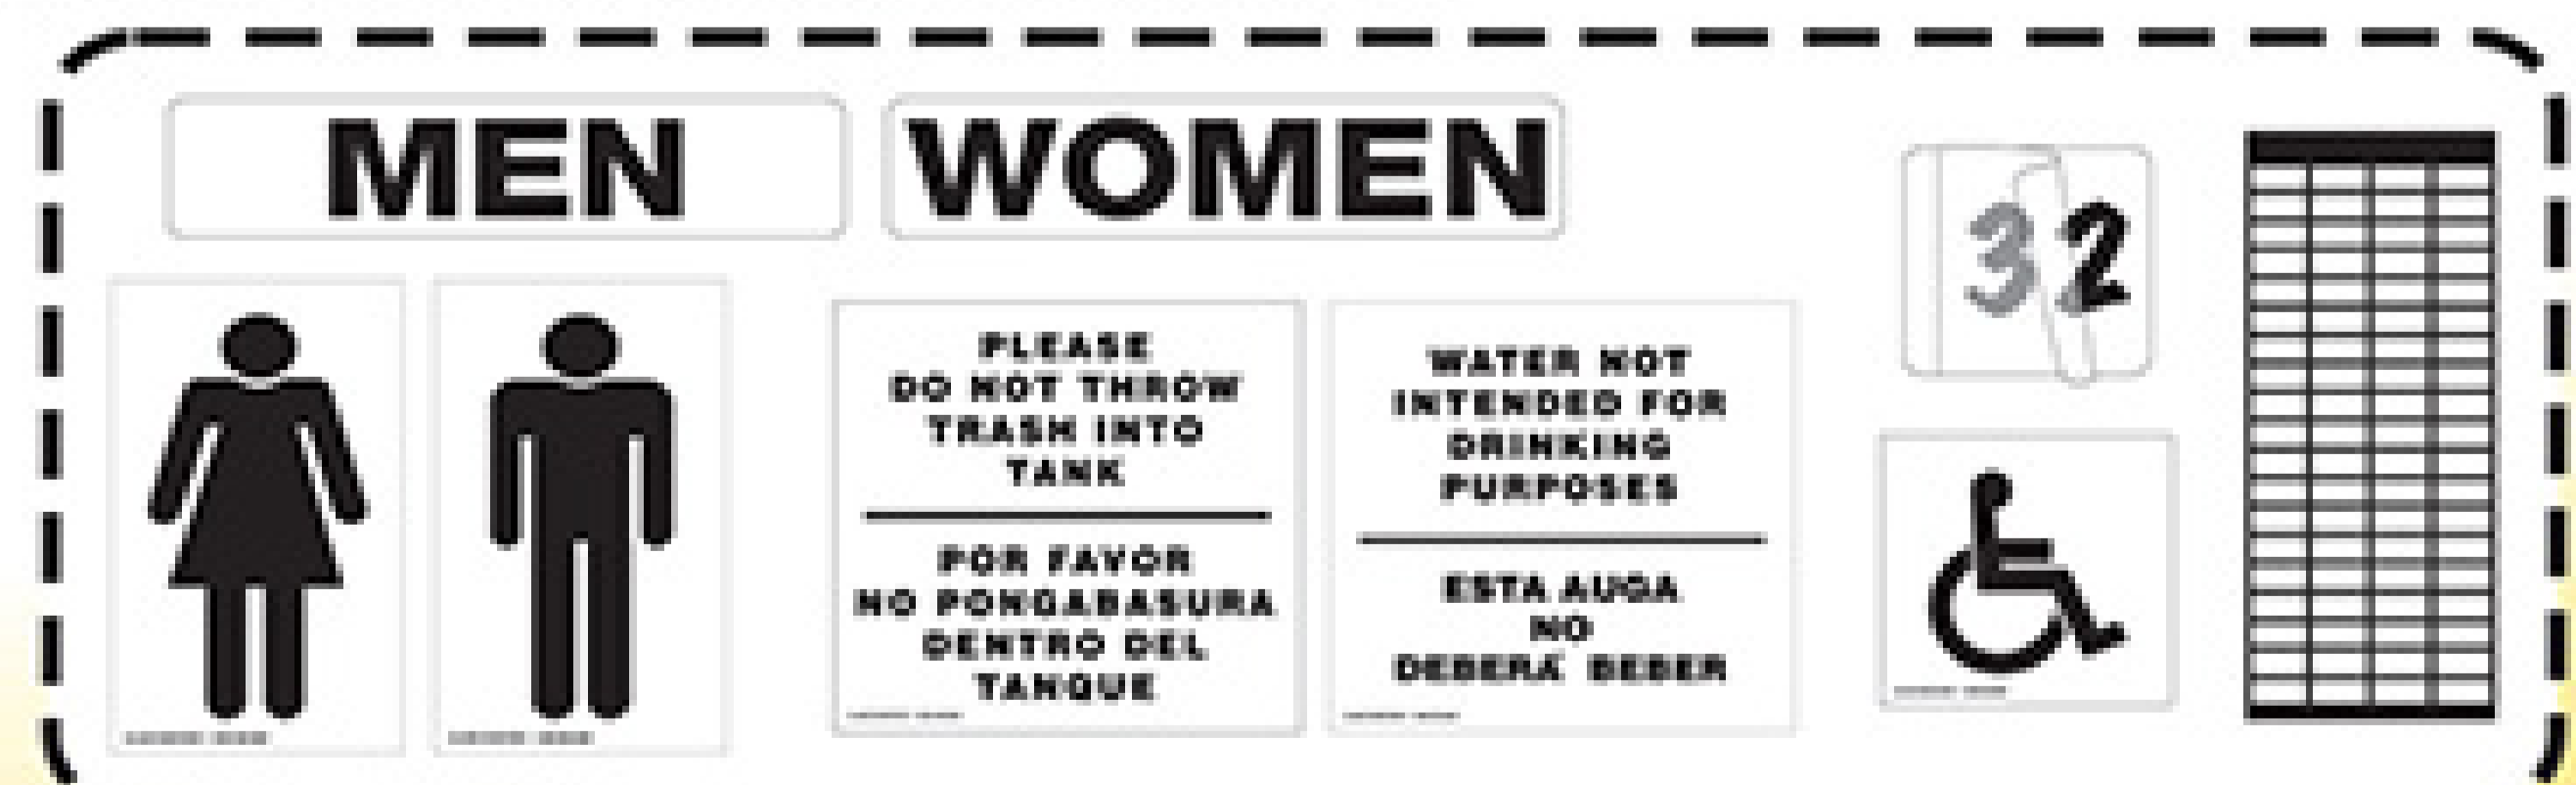 MEN
WOMEN
PLEASE
DO NOT THROW
TRASH INTO
TANK
POR FAVOR
NO PONGABASURA
DENTRO DEL
TANQUE
WATER NOT
INTENDED FOR
DRINKING
PURPOSES
ESTA AUGA
NO
DEBERÁ BEBER
32